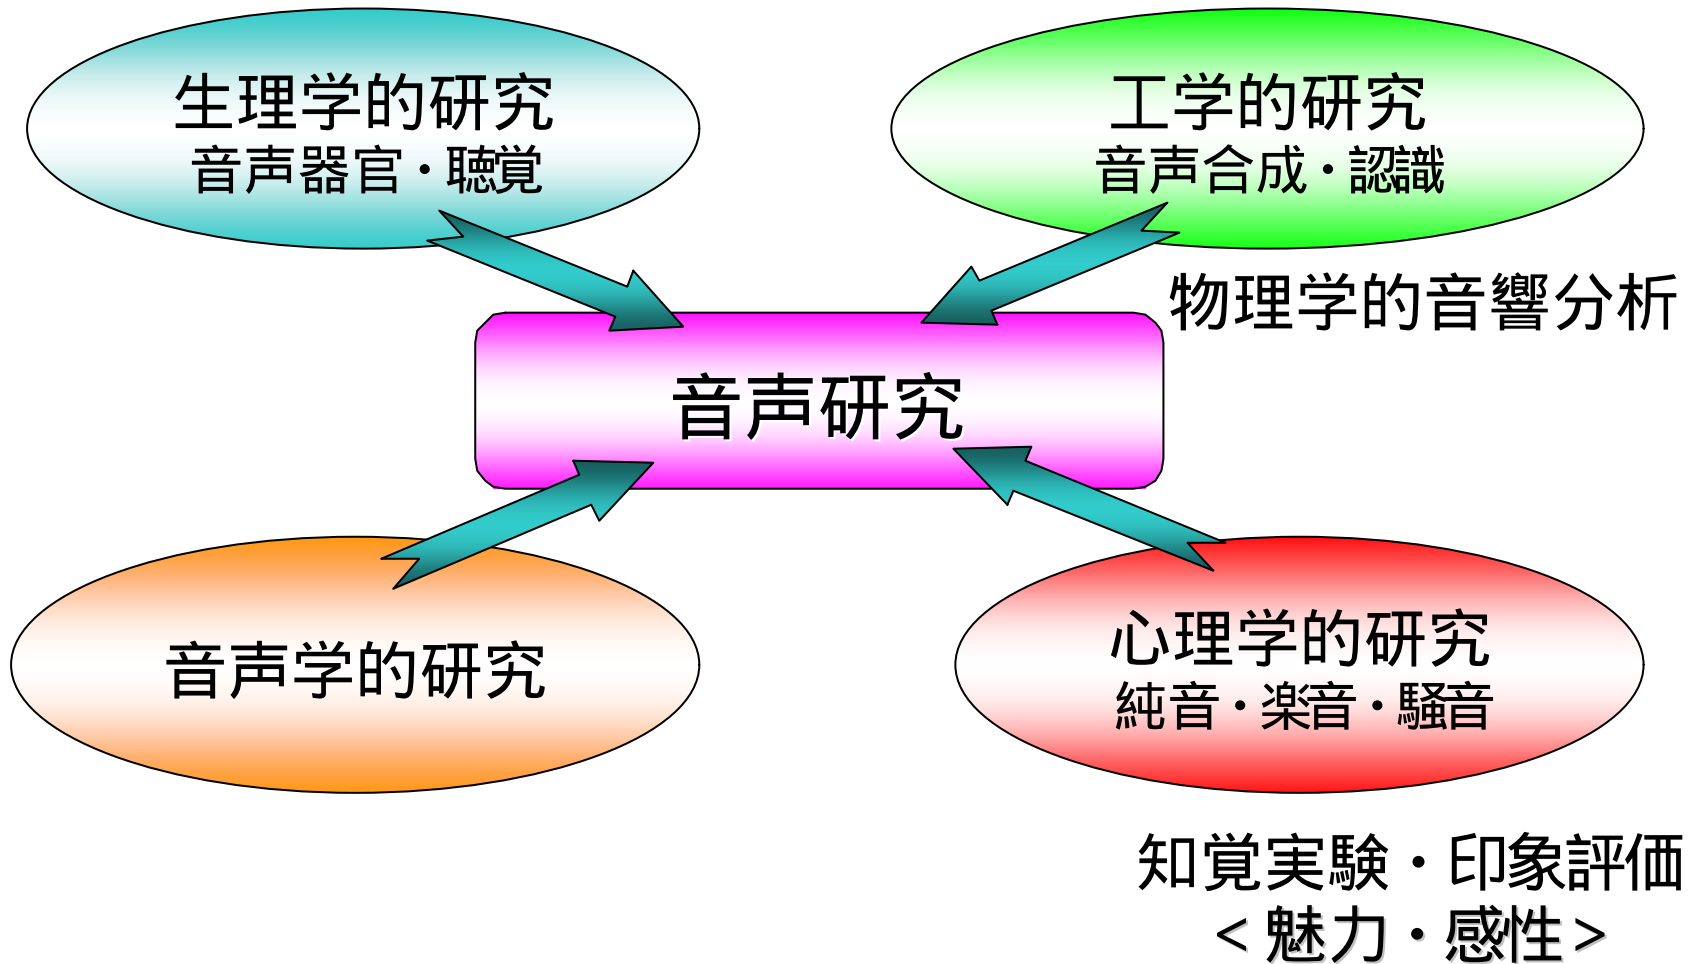 生理学的研究
音声器官・聴覚
工学的研究
音声合成・認識
物理学的音響分析
音声研究
音声学的研究
心理学的研究
純音・楽音・騒音
知覚実験・印象評価
＜魅力・感性＞